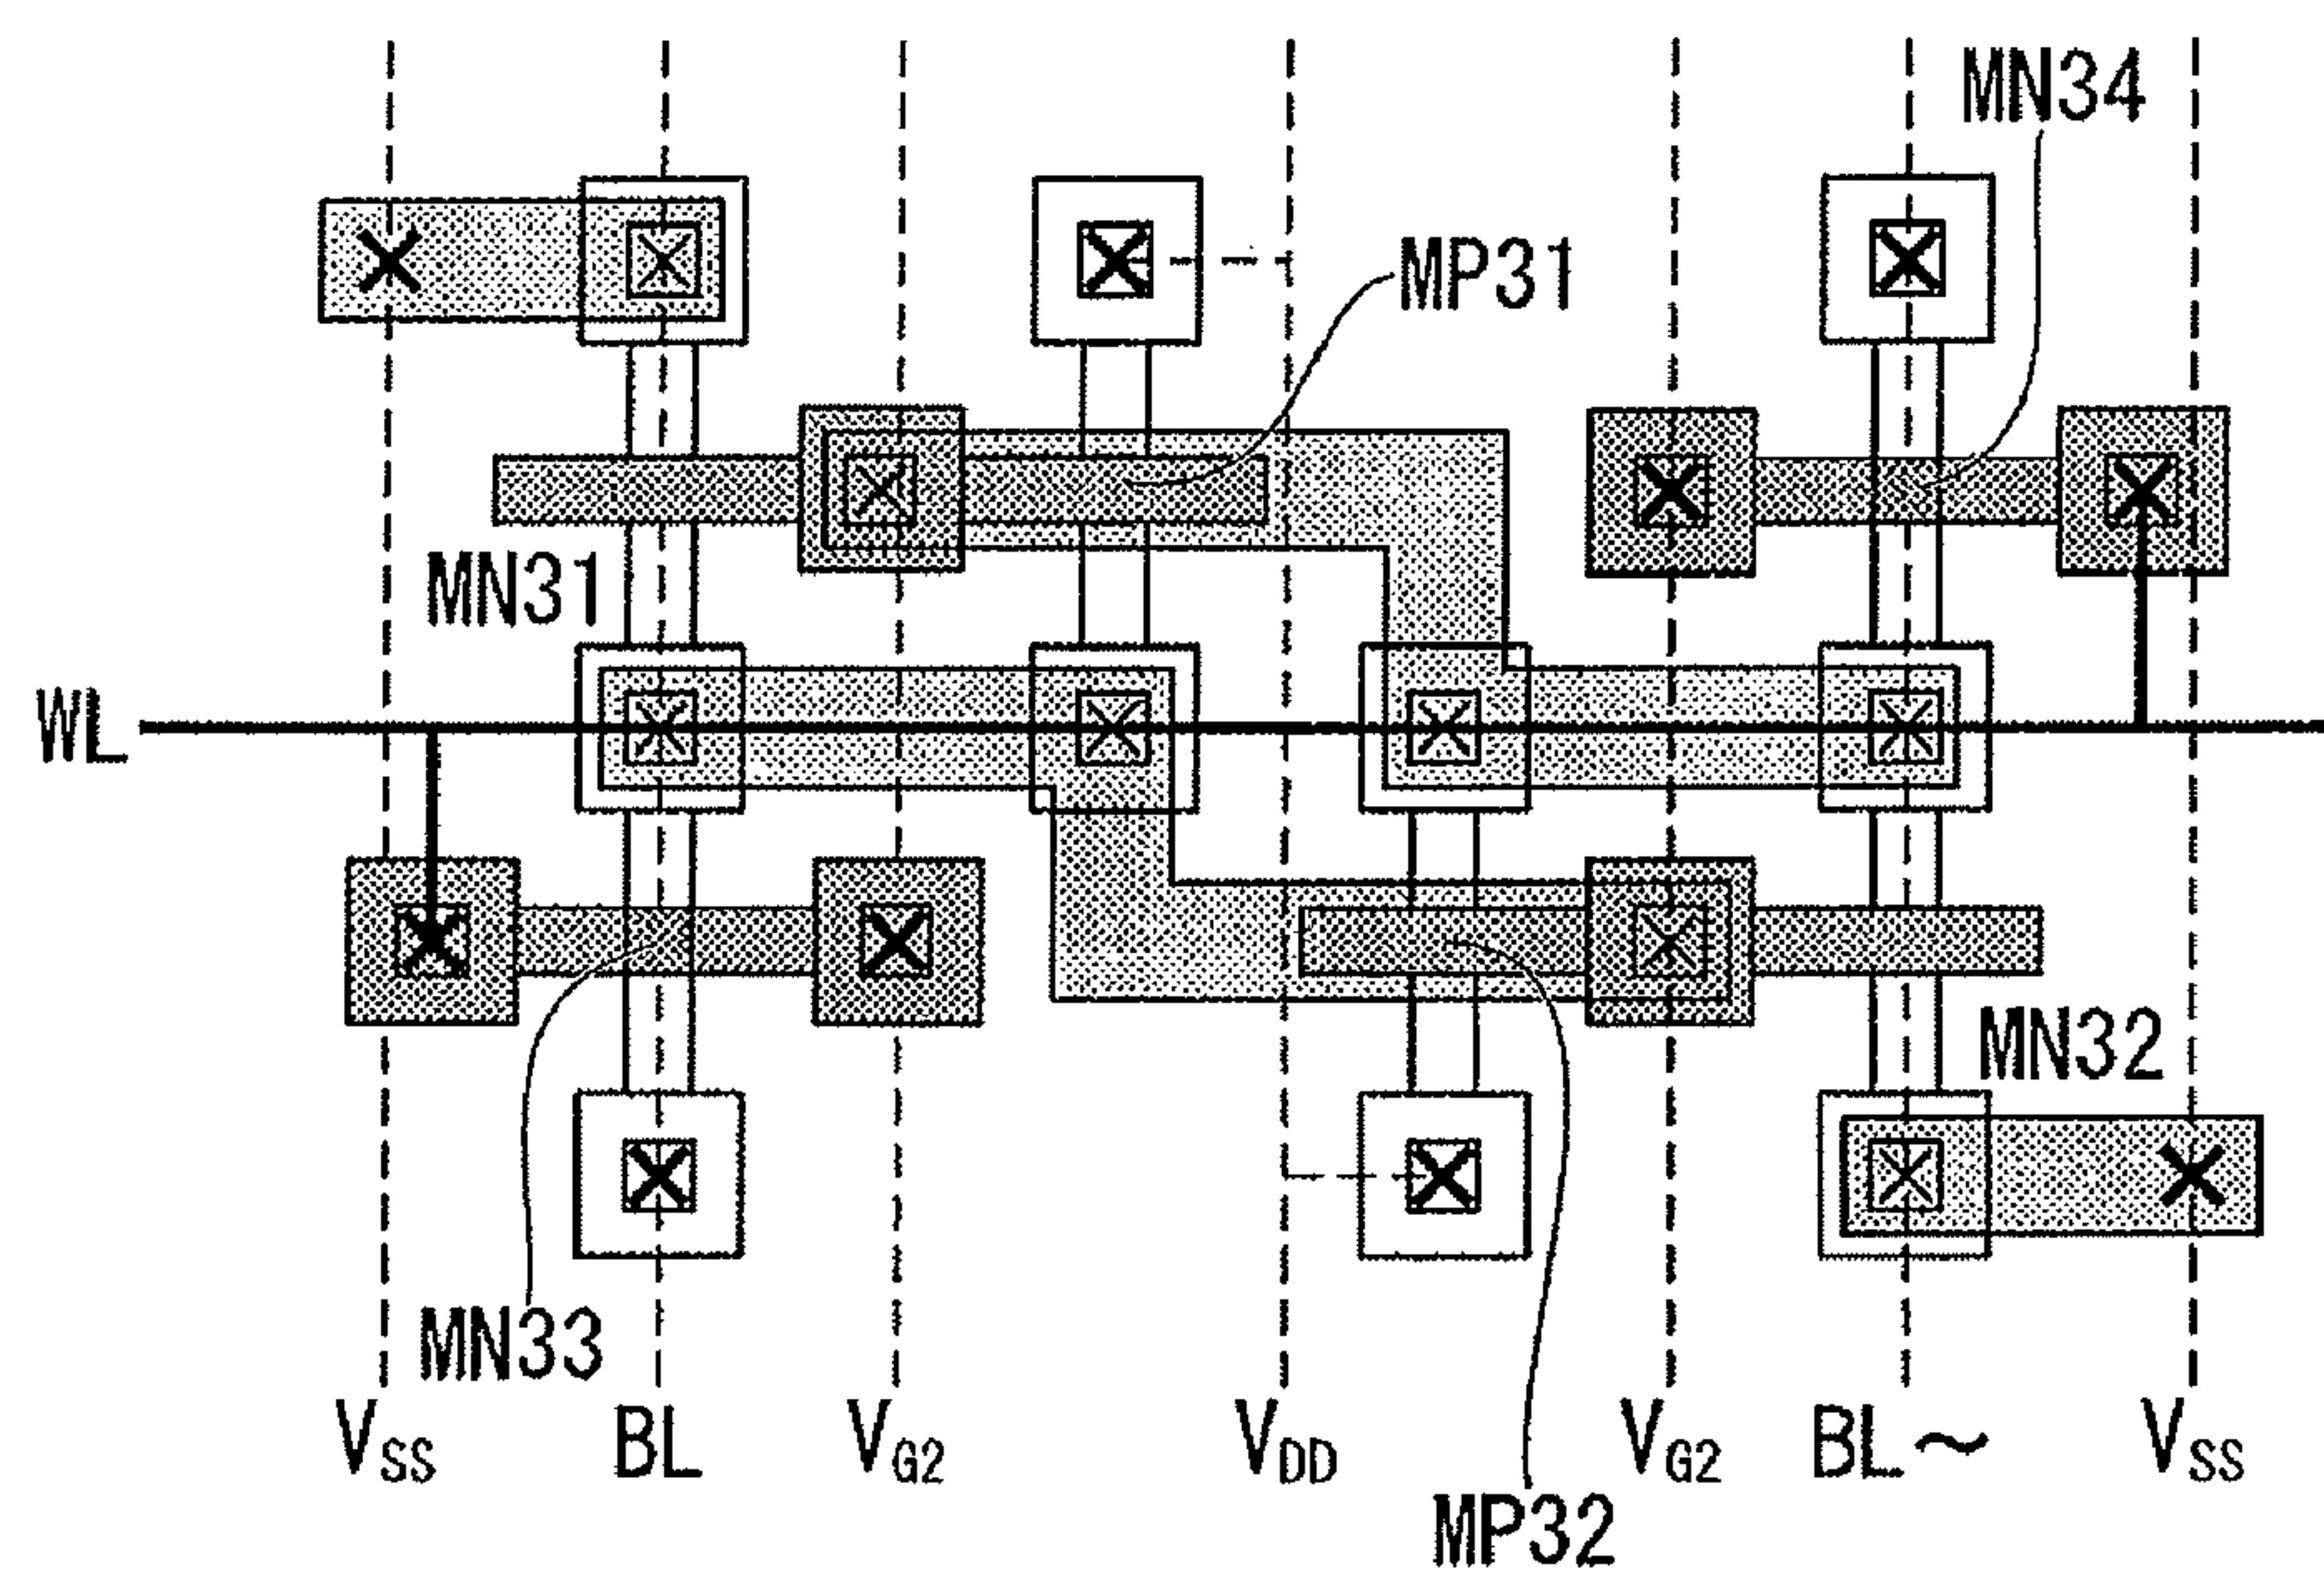 MN34
MP31
MN31
WL
MN32
MN33
VSS BL VG2 VDD VG2 BL~ VSS
MP32